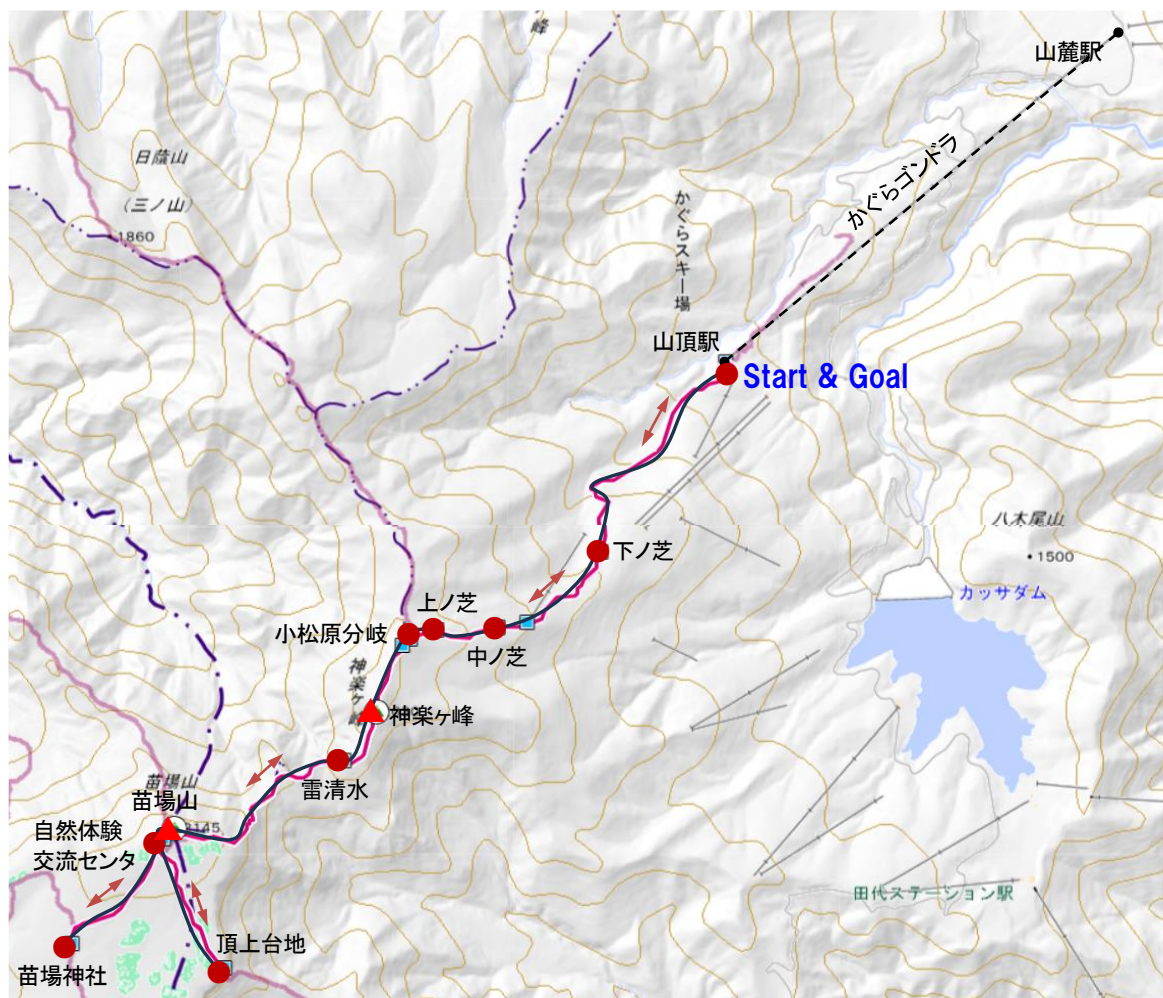 峰
山麓駅
日蔭山
(三ノ山)
1860
かぐらゴンドラ
かぐらスキー場
山頂駅
Start & Goal
八木尾山
1500
下ノ芝
カッサダム
上ノ芝
小松原分岐
中ノ芝
神楽ヶ峰
神楽ヶ峰
雷清水
苗場山
苗場山
2145
自然体験
交流センタ
田代ステーション駅
頂上台地
苗場神社